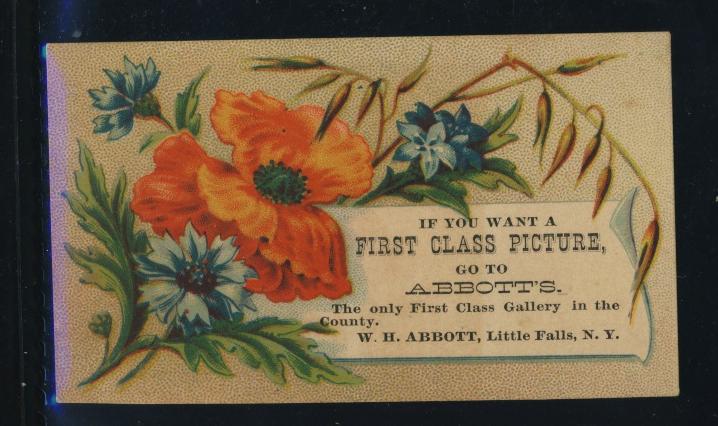 IF YOU WANT A
FIRST CLASS PICTURE,
GO TO
ABBOTT'S.
The only First Class Gallery in the
County.
W. H. ABBOTT, Little Falls, N. Y.